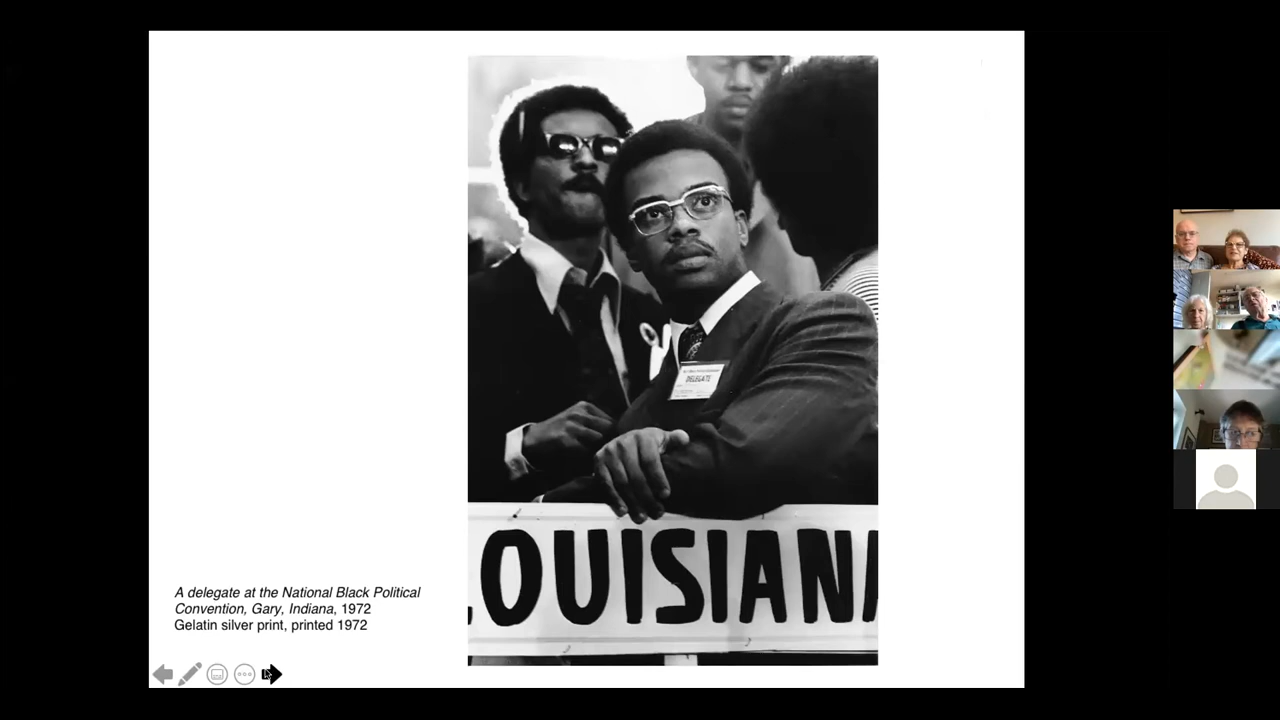 DELEGATE
OUISIANA
A delegate at the National Black Political
Convention, Gary, Indiana, 1972
Gelatin silver print, printed 1972